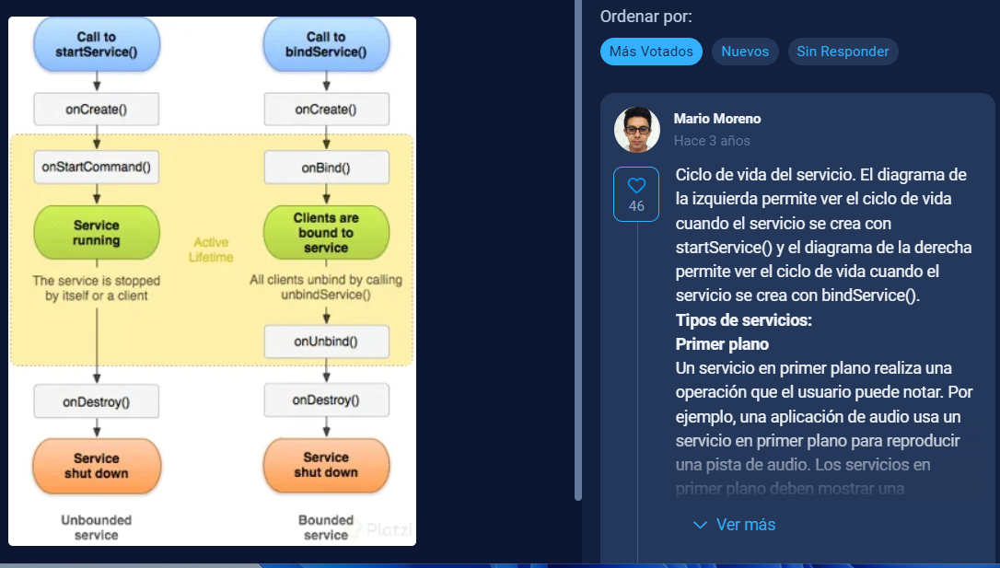 Call to
startService()
onCreate()
onStartCommand()
Service
running
The service is stopped
by itself or a client
onDestroy()
Service
shut down
Unbounded
service
Active
Lifetime
Call to
bindService()
onCreate()
onBind()
Clients are
bound to
service
All clients unbind by calling
unbindService()
onUnbind()
onDestroy()
Service
shut down
Bounded
service
Platzi
Ordenar por:
Más Votados
Nuevos
Sin Responder
Mario Moreno
Hace 3 años
46
Ciclo de vida del servicio. El diagrama de
la izquierda permite ver el ciclo de vida
cuando el servicio se crea con
startService() y el diagrama de la derecha
permite ver el ciclo de vida cuando el
servicio se crea con bindService().
Tipos de servicios:
Primer plano
Un servicio en primer plano realiza una
operación que el usuario puede notar. Por
ejemplo, una aplicación de audio usa un
servicio en primer plano para reproducir
una pista de audio. Los servicios en
primer plano deben mostrar una
Ver más